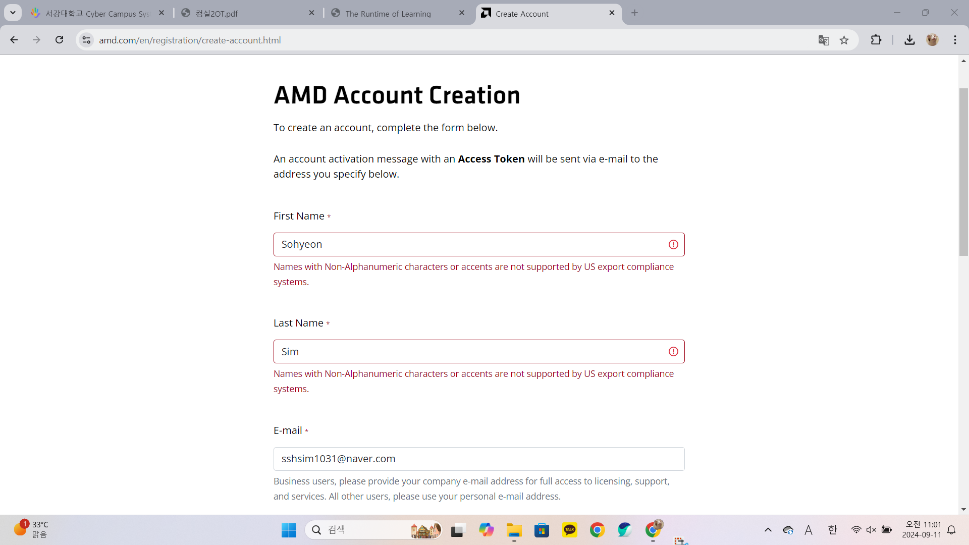 서강대학교 Cyber Campus Sys
컴실2OT.pdf
The Runtime of Learning
Create Account
amd.com/en/registration/create-account.html
AMD Account Creation
To create an account, complete the form below.
An account activation message with an Access Token will be sent via e-mail to the
address you specify below.
First Name *
Sohyeon
Names with Non-Alphanumeric characters or accents are not supported by US export compliance
systems.
Last Name *
Sim
Names with Non-Alphanumeric characters or accents are not supported by US export compliance
systems.
E-mail *
sshsim1031@naver.com
Business users, please provide your company e-mail address for full access to licensing, support,
and services. All other users, please use your personal e-mail address.
1
33°C
맑음
검색
TALK
A
한
오전 11:01
2024-09-11